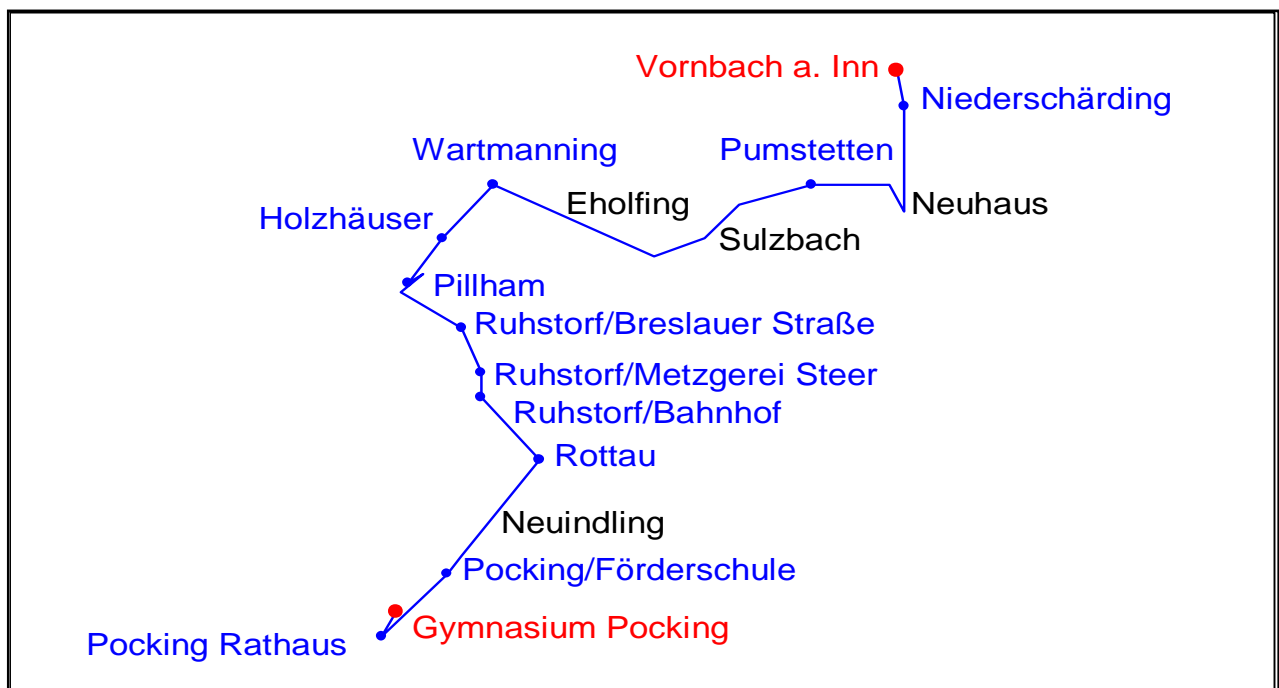 Vornbach a. Inn
Niederschärding
Wartmanning
Pumstetten
Eholfing
Neuhaus
Holzhäuser
Sulzbach
Pillham
Ruhstorf/Breslauer Straße
Ruhstorf/Metzgerei Steer
Ruhstorf/Bahnhof
Rottau
Neuindling
Pocking/Förderschule
Gymnasium Pocking
Pocking Rathaus